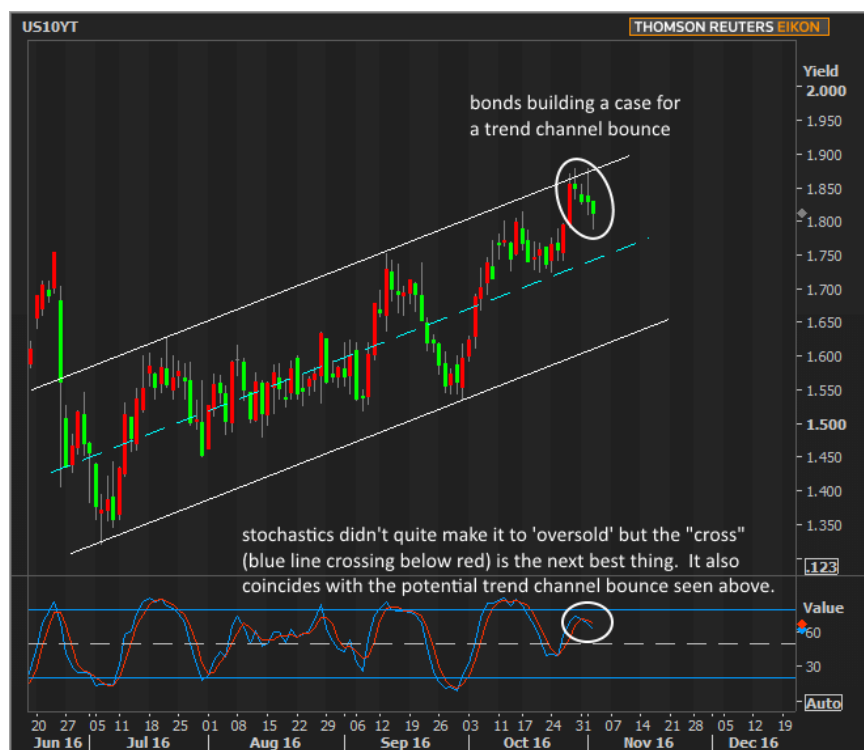 US10YT
THOMSON REUTERS EIKON
Yield
bonds building a case for
a trend channel bounce
2.000
1.950
1.900
1.850
1.800
1.750
1.700
1.650
1.600
1.550
1.500
1.450
1.400
1.350
.123
stochastics didn't quite make it to 'oversold' but the "cross"
(blue line crossing below red) is the next best thing. It also
coincides with the potential trend channel bounce seen above.
Value
60
30
Auto
20 27 05 11 18 25 01 08 15 22 29 06 12 19 26 03 11 17 24 31 07 14 21 28 05 12 19
Jun 16 Jul 16 Aug 16 Sep 16 Oct 16 Nov 16 Dec 16